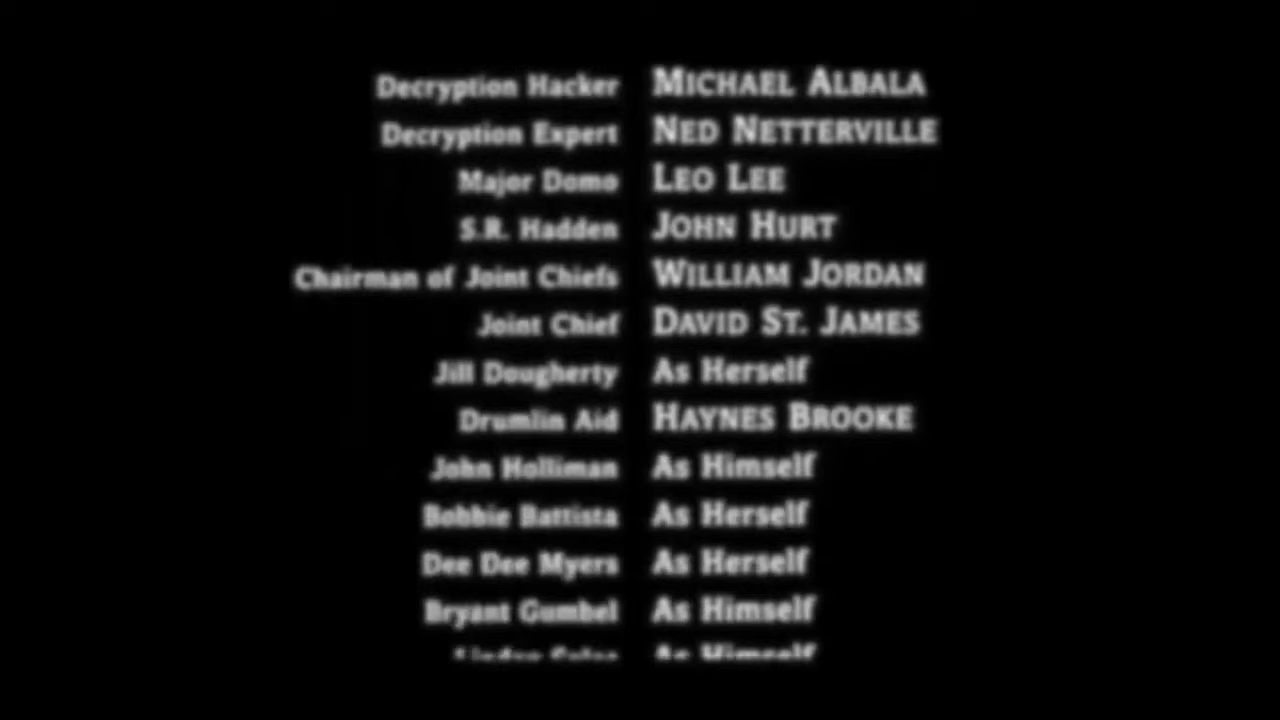 Decryption Hacker MICHAEL ALBALA
Decryption Expert NED NETTERVILLE
Major Domo LEO LEE
S.R. Hadden JOHN HURT
Chairman of Joint Chiefs WILLIAM JORDAN
Joint Chief DAVID ST. JAMES
Jill Dougherty As Herself
Drumlin Aid HAYNES BROOKE
John Holliman As Himself
Bobbie Battista As Herself
Dee Dee Myers As Herself
Bryant Gumbel As Himself
As Himself